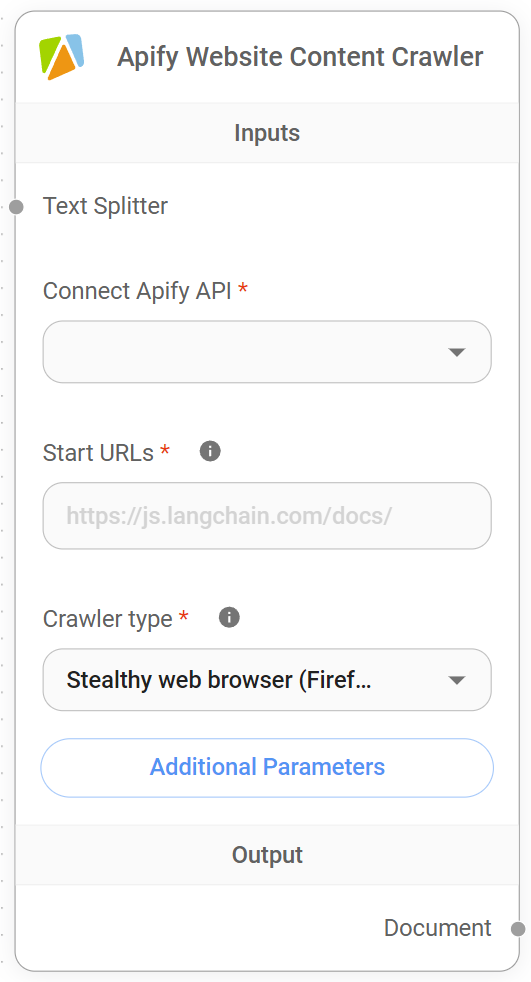 Apify Website Content Crawler
Inputs
Text Splitter
Connect Apify API *
Start URLs *
https://js.langchain.com/docs/
Crawler type *
Stealthy web browser (Firef...
Additional Parameters
Output
Document